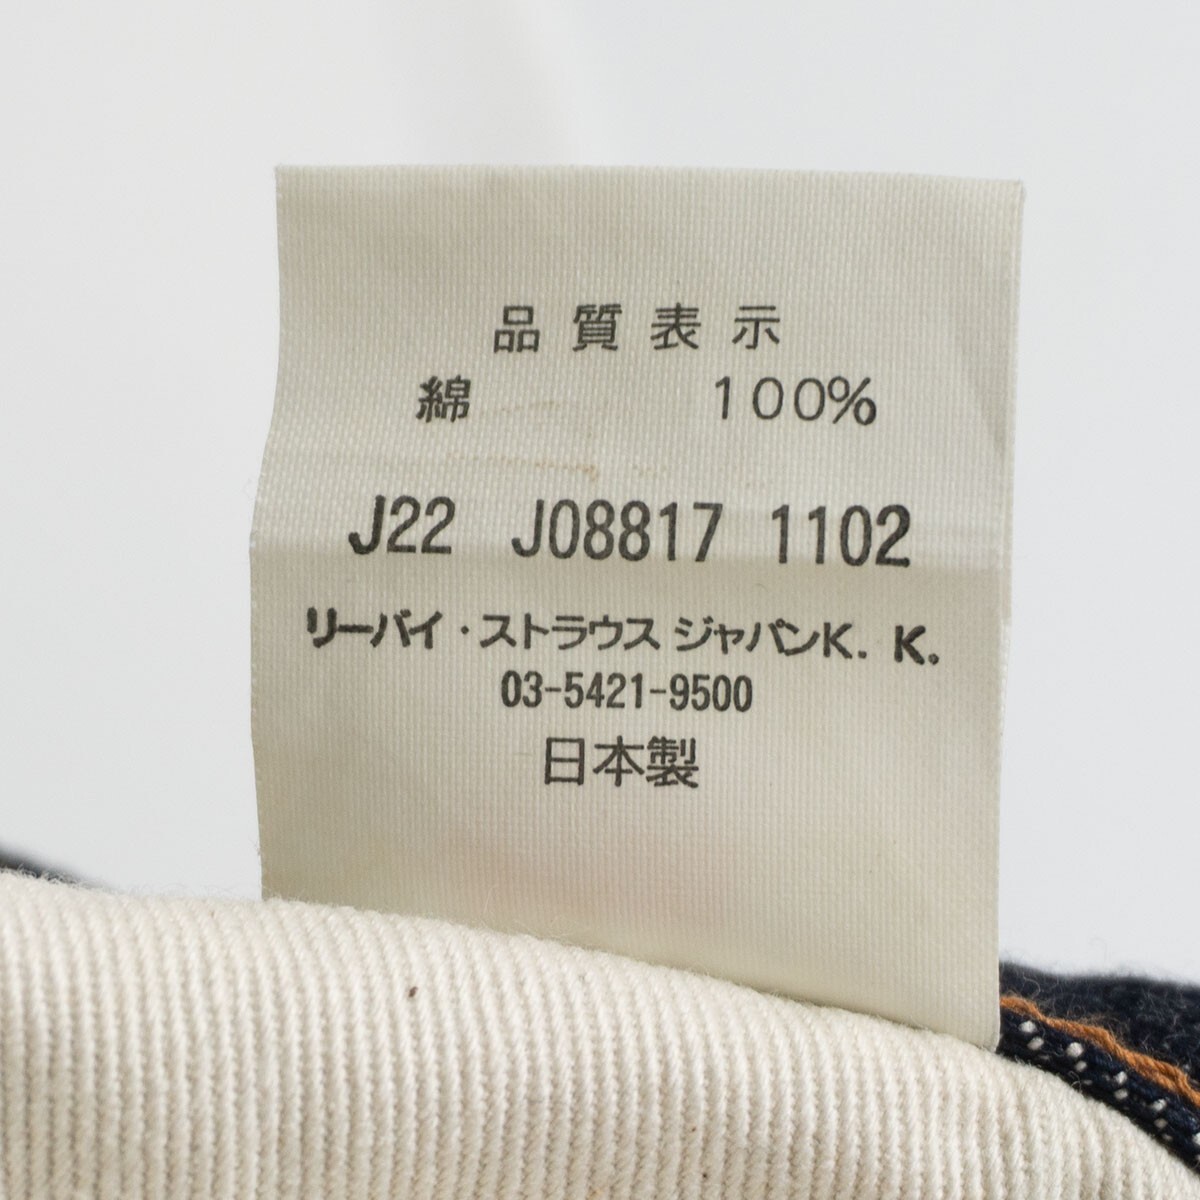 品質表示
綿 100%
J22 J08817 1102
リーバイ・ストラウス ジャパンK. K.
03-5421-9500
日本製